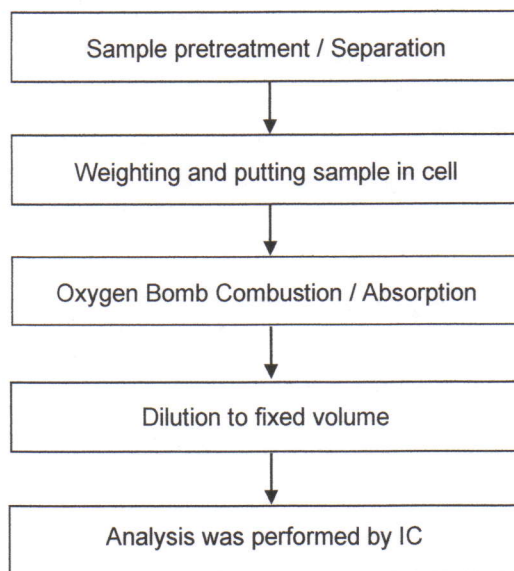 Sample pretreatment / Separation
Weighting and putting sample in cell
Oxygen Bomb Combustion / Absorption
Dilution to fixed volume
Analysis was performed by IC